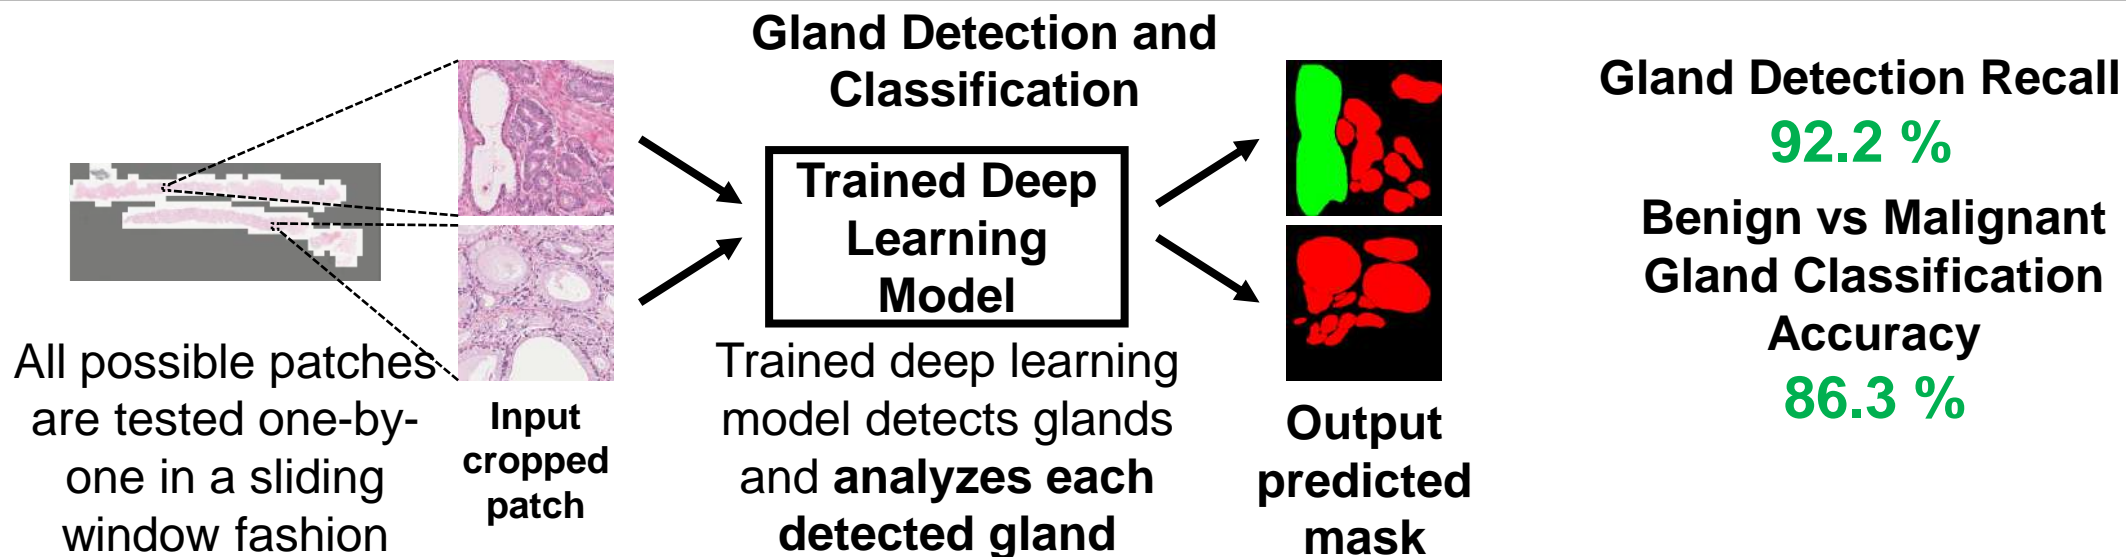 Gland Detection and
Classification
All possible patches
are tested one-by-
one in a sliding
window fashion
Input
cropped
patch
Trained Deep
Learning
Model
Trained deep learning
model detects glands
and analyzes each
detected gland
Output
predicted
mask
Gland Detection Recall
92.2 %
Benign vs Malignant
Gland Classification
Accuracy
86.3 %